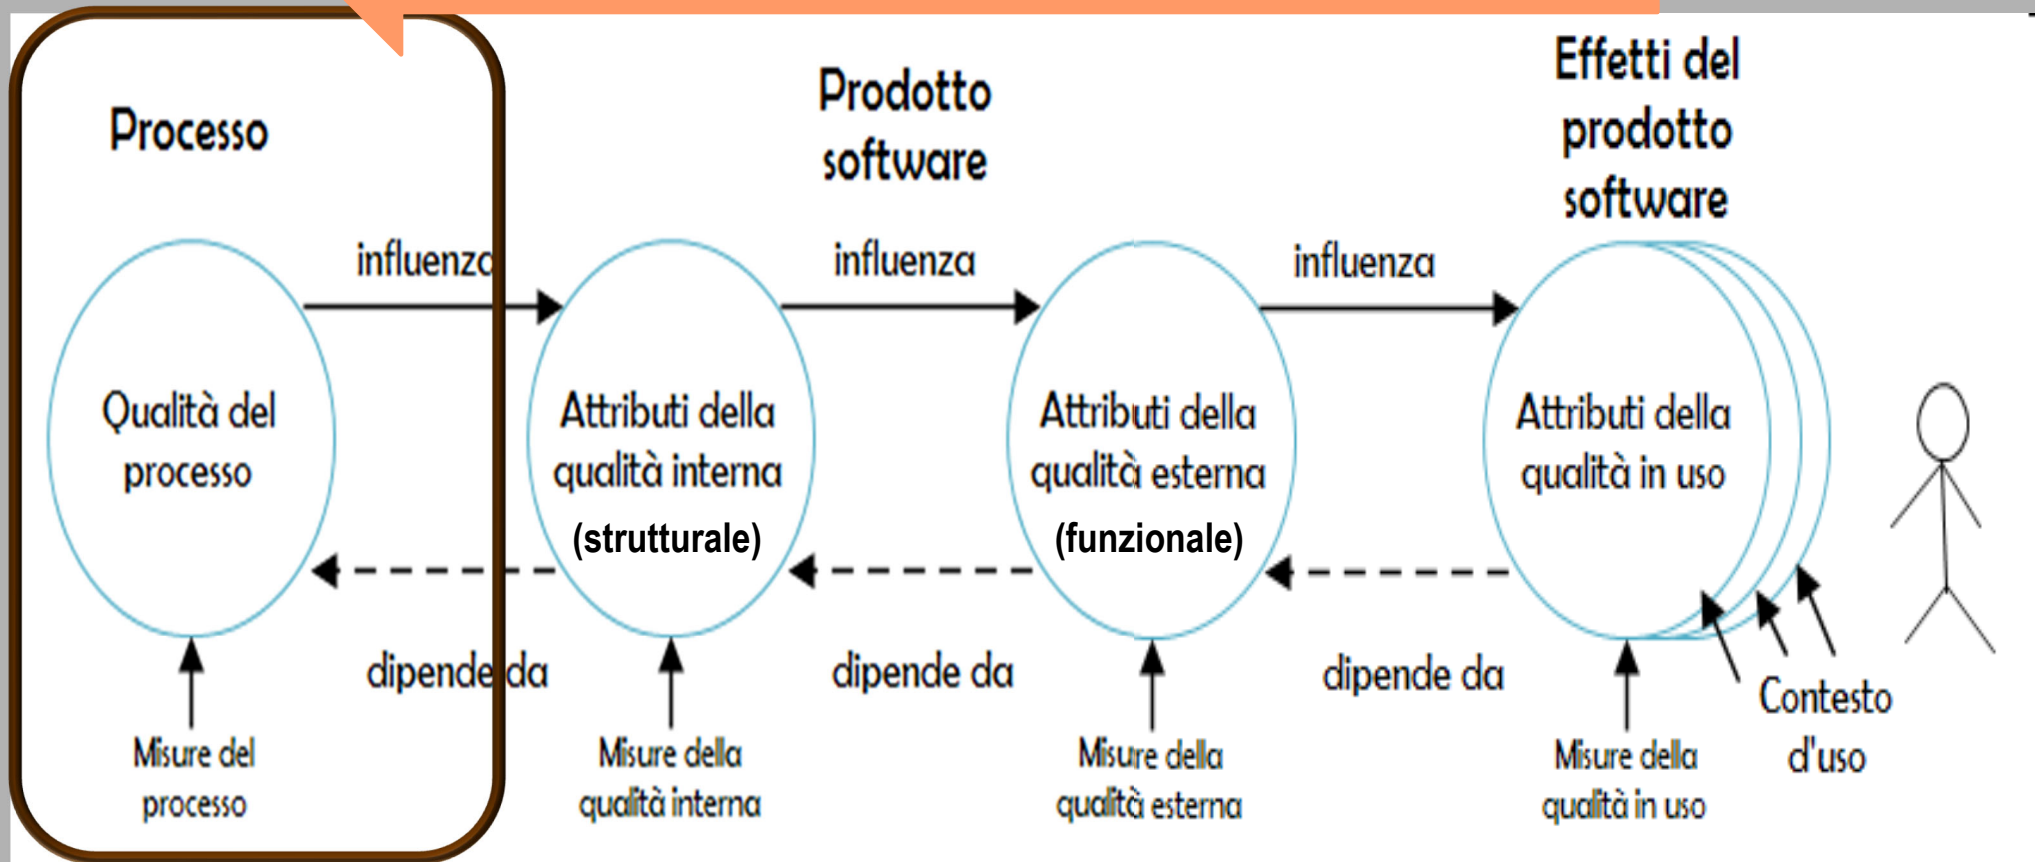 Processo
Prodotto
software
Effetti del
prodotto
software
influenza
influenza
influenza
Qualità del
processo
Attributi della
qualità interna
(strutturale)
Attributi della
qualità esterna
(funzionale)
Attributi della
qualità in uso
dipende da
dipende da
dipende da
Contesto
d'uso
Misure del
processo
Misure della
qualità interna
Misure della
qualità esterna
Misure della
qualità in uso